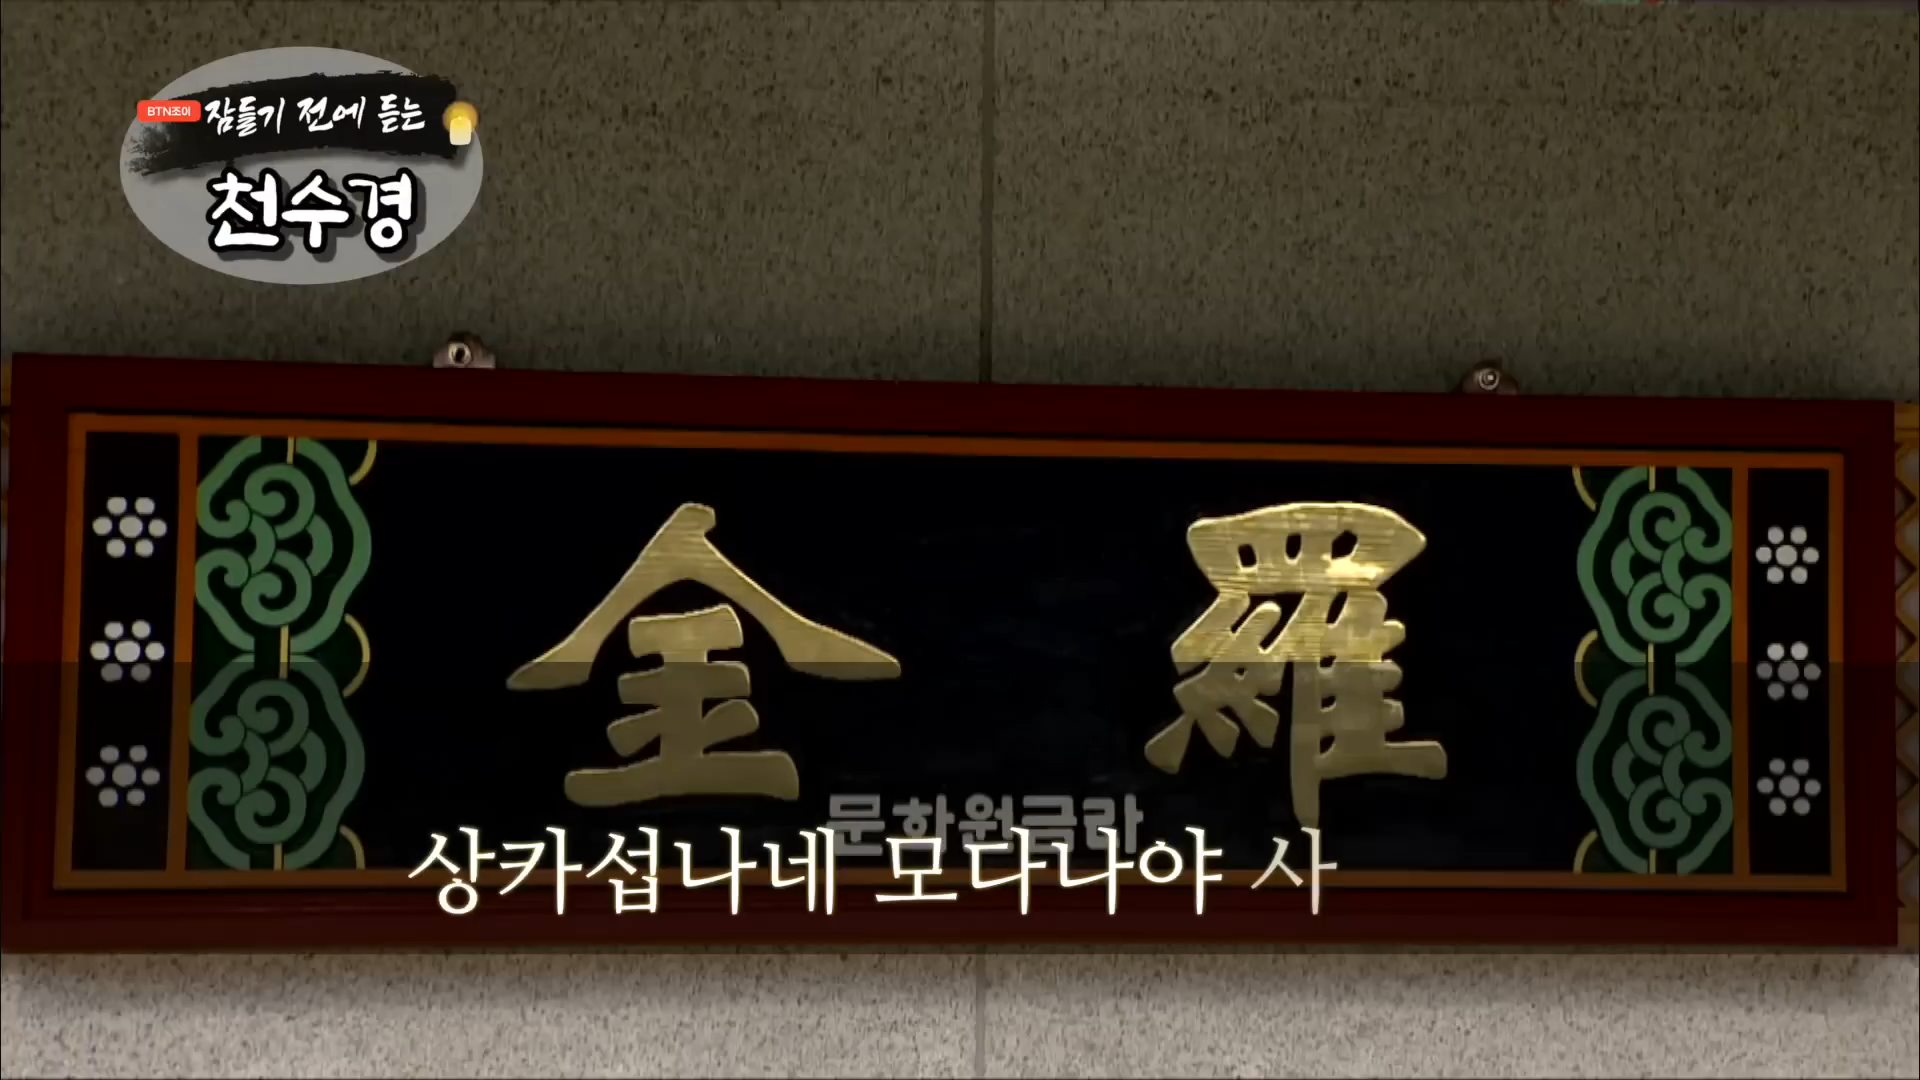 BTN조이 잠들기 전에 듣는
천수경
金 羅
문화원금라
상카섭나네 모다나야 사